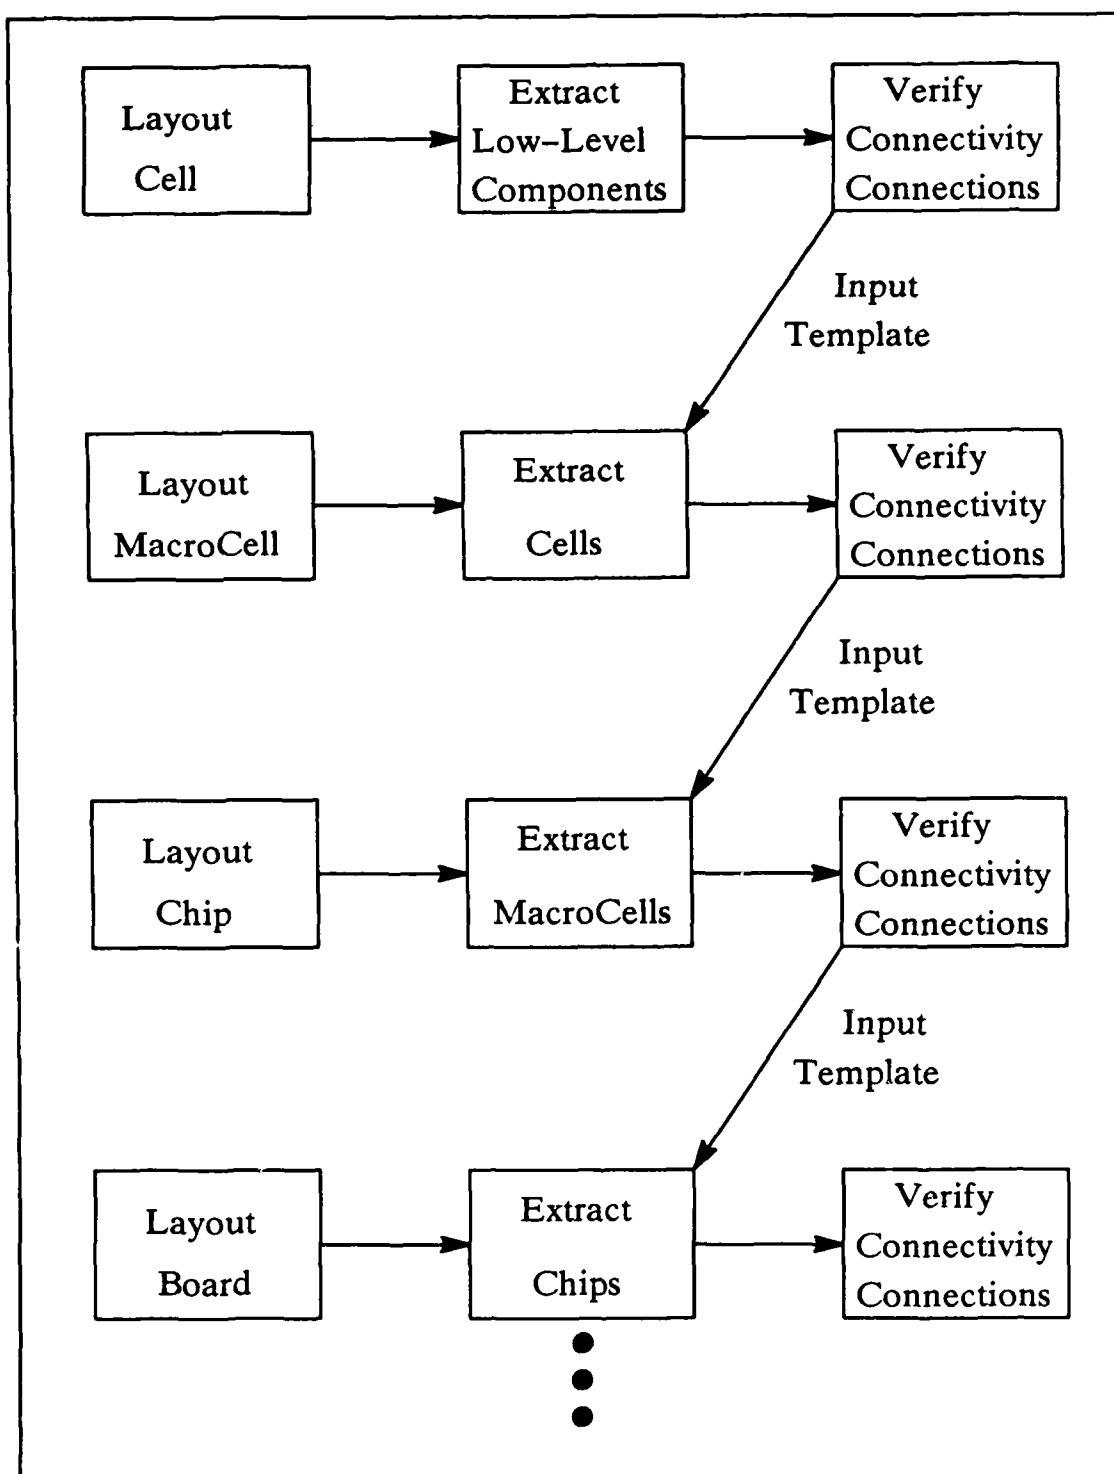 Layout
Cell
Extract
Low-Level
Components
Verify
Connectivity
Connections
Input
Template
Layout
MacroCell
Extract
Cells
Verify
Connectivity
Connections
Input
Template
Layout
Chip
Extract
MacroCells
Verify
Connectivity
Connections
Input
Template
Layout
Board
Extract
Chips
Verify
Connectivity
Connections